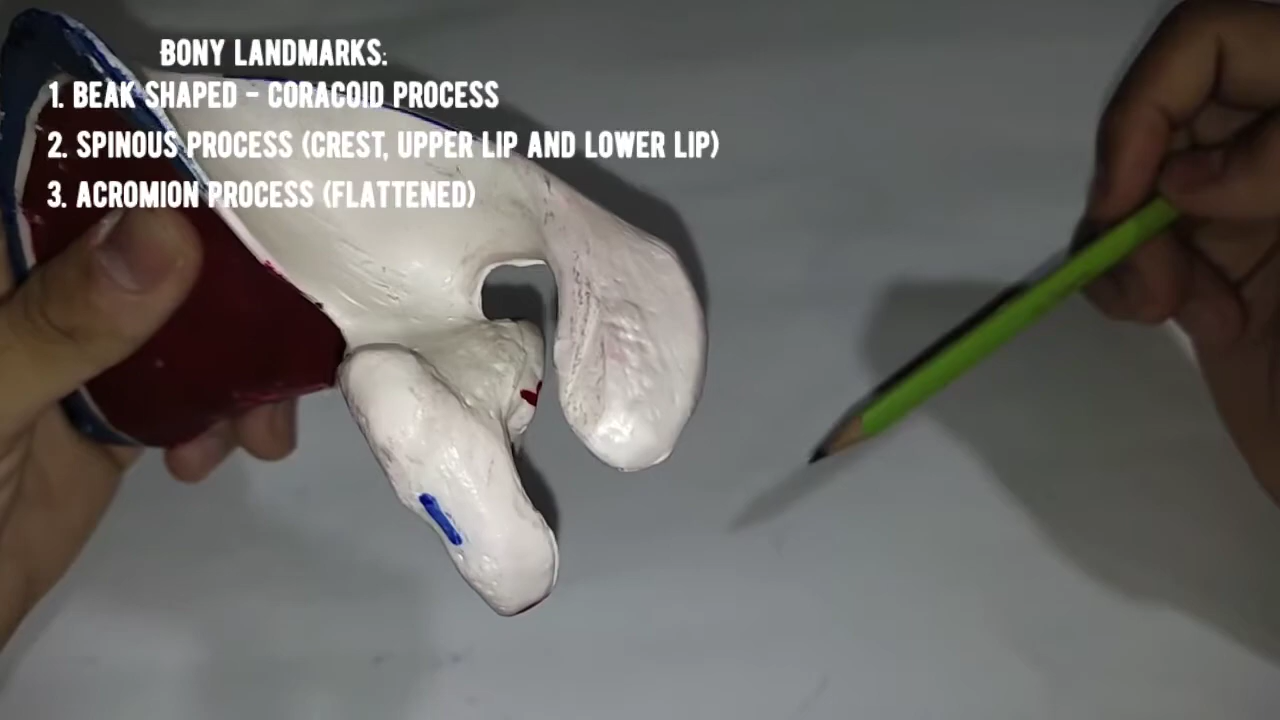 BONY LANDMARKS:
1. BEAK SHAPED - CORACOID PROCESS
2. SPINOUS PROCESS (CREST, UPPER LIP AND LOWER LIP)
3. ACROMION PROCESS (FLATTENED)